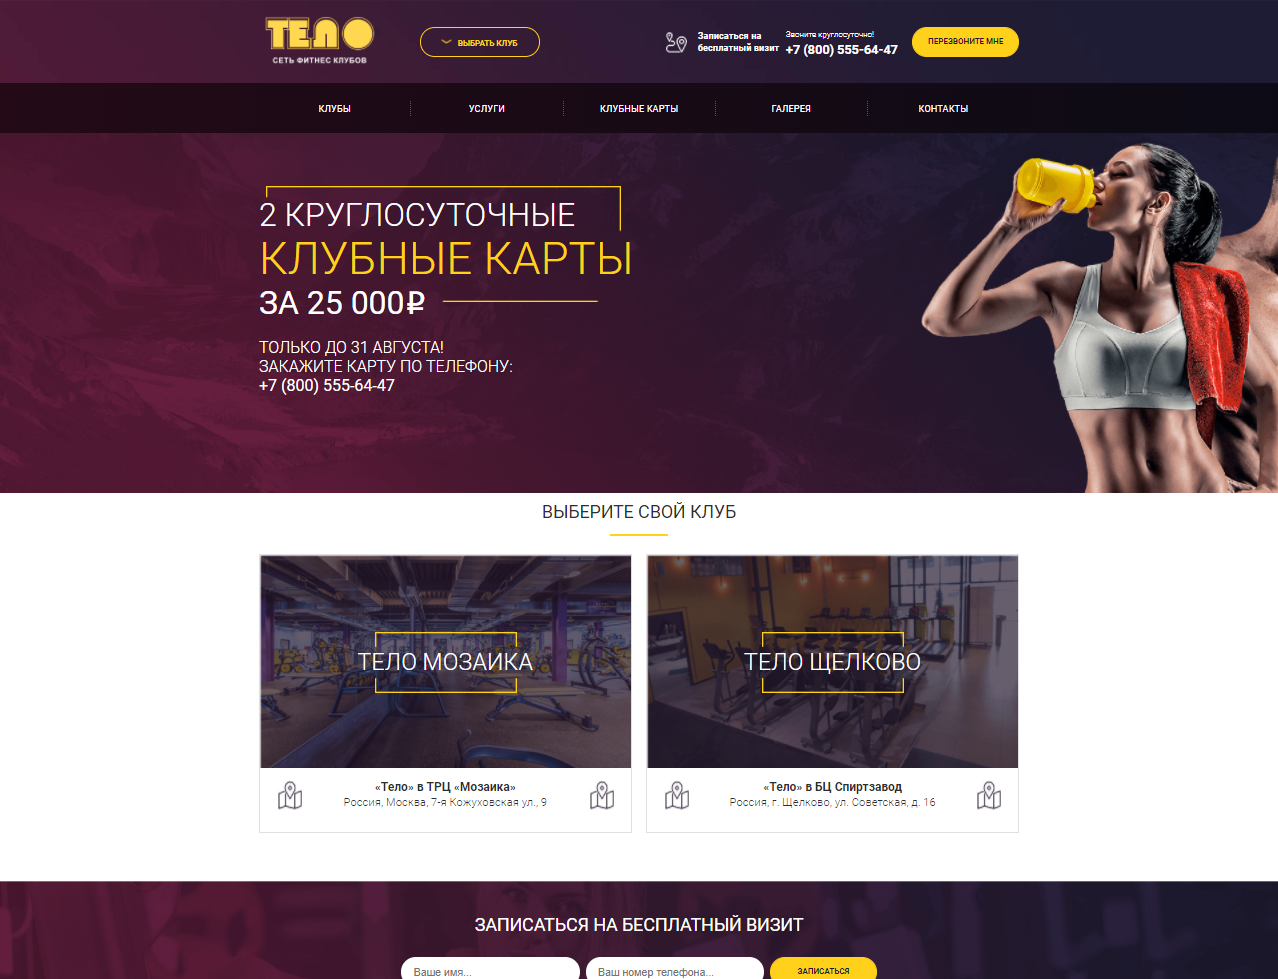 ТЕЛО
СЕТЬ ФИТНЕС КЛУБОВ
ВЫБРАТЬ КЛУБ
Записаться на
бесплатный визит
Звоните круглосуточно!
+7 (800) 555-64-47
ПЕРЕЗВОНИТЕ МНЕ
КЛУБЫ
УСЛУГИ
КЛУБНЫЕ КАРТЫ
ГАЛЕРЕЯ
КОНТАКТЫ
2 КРУГЛОСУТОЧНЫЕ
КЛУБНЫЕ КАРТЫ
ЗА 25 000₽
ТОЛЬКО ДО 31 АВГУСТА!
ЗАКАЖИТЕ КАРТУ ПО ТЕЛЕФОНУ:
+7 (800) 555-64-47
ВЫБЕРИТЕ СВОЙ КЛУБ
ТЕЛО МОЗАИКА
«Тело» в ТРЦ «Мозаика»
Россия, Москва, 7-я Кожуховская ул., 9
ТЕЛО ЩЕЛКОВО
«Тело» в БЦ Спиртзавод
Россия, г. Щелково, ул. Советская, д. 16
ЗАПИСАТЬСЯ НА БЕСПЛАТНЫЙ ВИЗИТ
Ваше имя...
Ваш номер телефона...
ЗАПИСАТЬСЯ